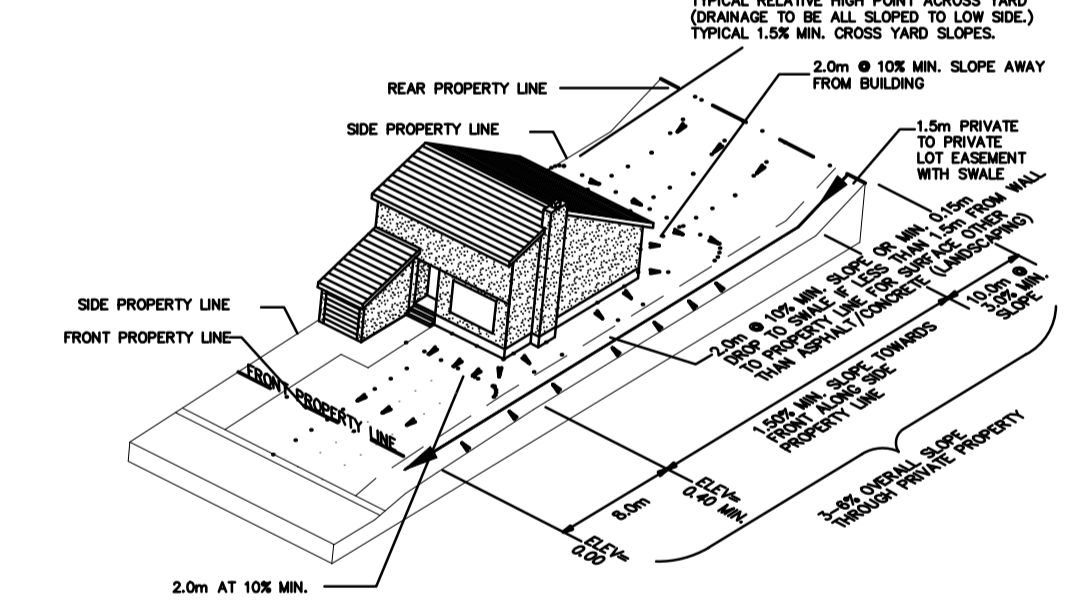 TYPICAL RELATIVE HIGH POINT ACROSS YARD
(DRAINAGE TO BE ALL SLOPED TO LOW SIDE.)
TYPICAL 1.5% MIN. CROSS YARD SLOPES.
2.0m @ 10% MIN. SLOPE AWAY
FROM BUILDING
REAR PROPERTY LINE
SIDE PROPERTY LINE
1.5m PRIVATE
TO PRIVATE
LOT EASEMENT
WITH SWALE
2.0m @ 10% MIN. SLOPE OR MIN. 0.15m
DROP TO SWALE IF LESS THAN 1.5m FROM WALL
TO PROPERTY LINE FOR SURFACE OTHER
THAN ASPHALT/CONCRETE (LANDSCAPING)
10.0m @
3.0% MIN.
SLOPE
SIDE PROPERTY LINE
FRONT PROPERTY LINE
FRONT PROPERTY LINE
1.50% MIN. SLOPE TOWARDS
FRONT ALONG SIDE
PROPERTY LINE
3-6% OVERALL SLOPE
THROUGH PRIVATE PROPERTY
ELEV=
0.40 MIN.
8.0m
ELEV=
0.00
2.0m AT 10% MIN.